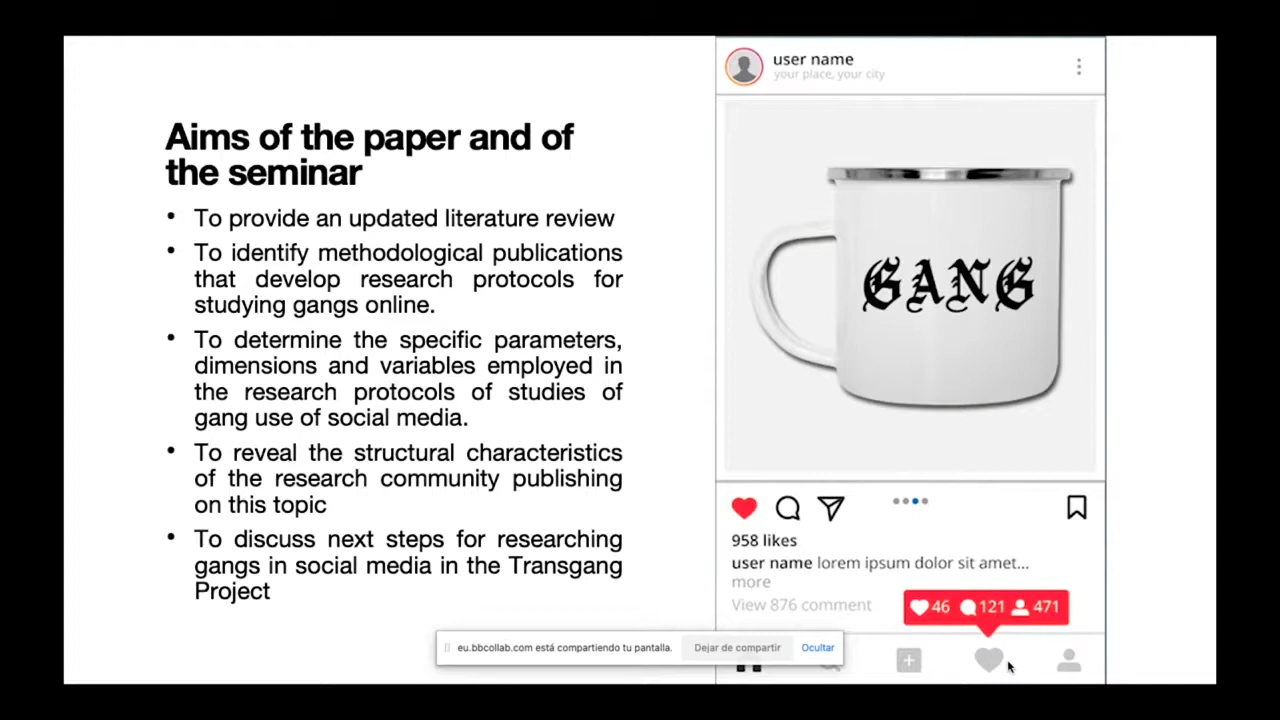 Aims of the paper and of
the seminar
• To provide an updated literature review
• To identify methodological publications
that develop research protocols for
studying gangs online.
• To determine the specific parameters,
dimensions and variables employed in
the research protocols of studies of
gang use of social media.
• To reveal the structural characteristics
of the research community publishing
on this topic
• To discuss next steps for researching
gangs in social media in the Transgang
Project
user name
your place, your city
GANG
958 likes
user name lorem ipsum dolor sit amet...
more
View 876 comment
46 121 471
eu.bbcollab.com está compartiendo tu pantalla. Dejar de compartir Ocultar